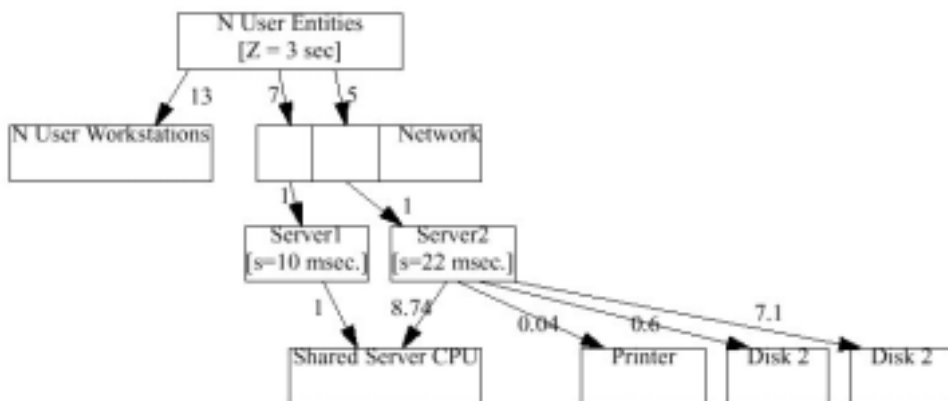 N User Entities
[Z = 3 sec]
13
7
5
N User Workstations
Network
1
1
Server1
[s=10 msec.]
Server2
[s=22 msec.]
1
8.74
0.04
0.6
7.1
Shared Server CPU
Printer
Disk 2
Disk 2